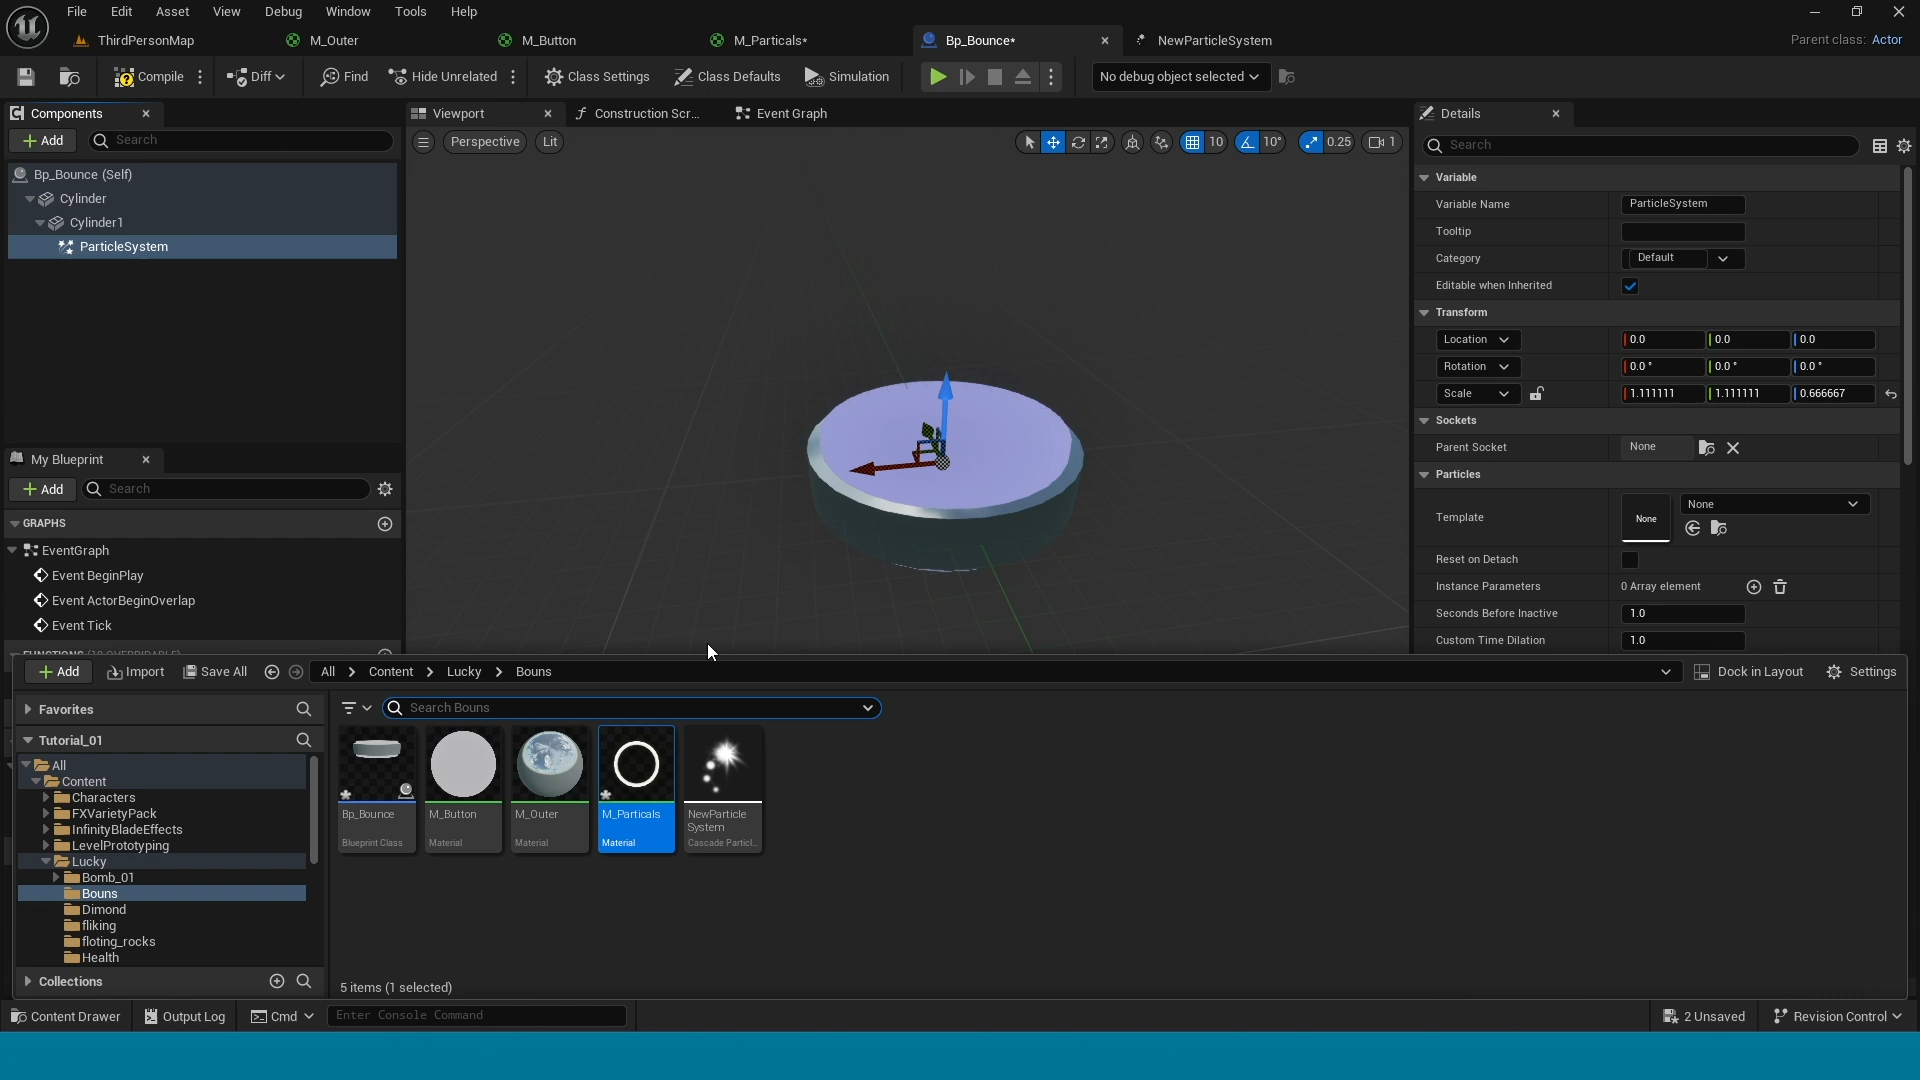 File Edit Asset View Debug Window Tools Help
ThirdPersonMap M_Outer M_Button M_Particals* Bp_Bounce* NewParticleSystem Parent class: Actor
Compile Diff Find Hide Unrelated Class Settings Class Defaults Simulation No debug object selected
Components
Add Search
Bp_Bounce (Self)
Cylinder
Cylinder1
ParticleSystem
My Blueprint
Add Search
GRAPHS
EventGraph
Event BeginPlay
Event ActorBeginOverlap
Event Tick
FUNCTIONS (19 OVERRIDABLE)
Viewport Construction Scr... Event Graph
Perspective Lit 10 10° 0.25 1
Details
Search
Variable
Variable Name ParticleSystem
Tooltip
Category Default
Editable when Inherited
Transform
Location 0.0 0.0 0.0
Rotation 0.0 ° 0.0 ° 0.0 °
Scale 1.111111 1.111111 0.666667
Sockets
Parent Socket None
Particles
Template None None
Reset on Detach
Instance Parameters 0 Array element
Seconds Before Inactive 1.0
Custom Time Dilation 1.0
Add Import Save All All Content Lucky Bouns Dock in Layout Settings
Favorites
Tutorial_01
All
Content
Characters
FXVarietyPack
InfinityBladeEffects
LevelPrototyping
Lucky
Bomb_01
Bouns
Dimond
fliking
floting_rocks
Health
Collections
Search Bouns
Bp_Bounce
Blueprint Class
M_Button
Material
M_Outer
Material
M_Particals
Material
NewParticle
System
Cascade Particl...
5 items (1 selected)
Content Drawer Output Log Cmd Enter Console Command 2 Unsaved Revision Control